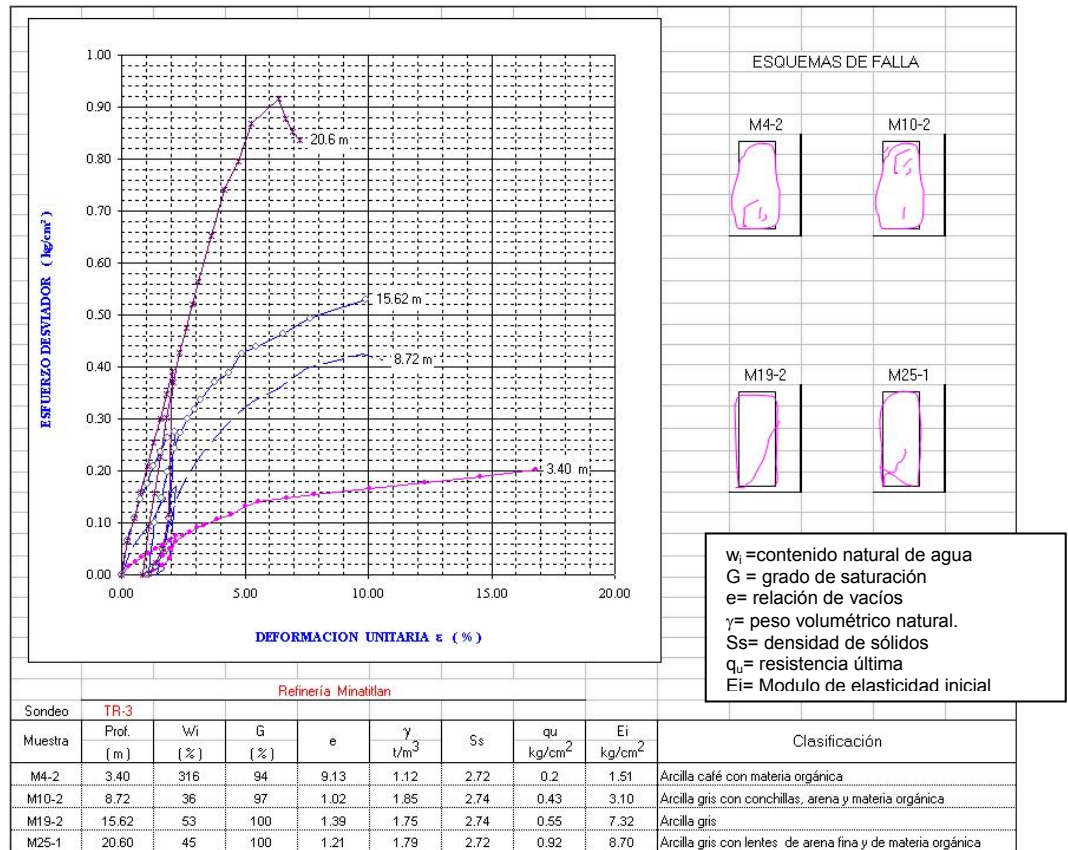 ESQUEMAS DE FALLA
1.00
0.90
0.80
0.70
0.60
0.50
0.40
0.30
0.20
0.10
0.00
ESFUERZO DESVIADOR ( kg/cm² )
20.6 m
15.62 m
8.72 m
3.40 m
0.00 5.00 10.00 15.00 20.00
DEFORMACION UNITARIA ε ( % )
M4-2 M10-2
M19-2 M25-1
wi =contenido natural de agua
G = grado de saturación
e= relación de vacíos
γ= peso volumétrico natural.
Ss= densidad de sólidos
qu= resistencia última
Ei= Modulo de elasticidad inicial
Refinería Minatitlan
Sondeo TR-3
Muestra Prof. Wi G e γ Ss qu Ei Clasificación
( m ) ( % ) ( % ) t/m3 kg/cm2 kg/cm2
M4-2 3.40 316 94 9.13 1.12 2.72 0.2 1.51 Arcilla café con materia orgánica
M10-2 8.72 36 97 1.02 1.85 2.74 0.43 3.10 Arcilla gris con conchillas, arena y materia orgánica
M19-2 15.62 53 100 1.39 1.75 2.74 0.55 7.32 Arcilla gris
M25-1 20.60 45 100 1.21 1.79 2.72 0.92 8.70 Arcilla gris con lentes de arena fina y de materia orgánica